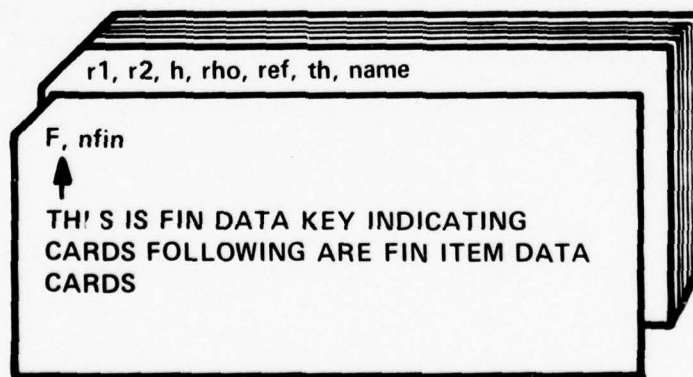 r1, r2, h, rho, ref, th, name
F, nfin
THIS IS FIN DATA KEY INDICATING
CARDS FOLLOWING ARE FIN ITEM DATA
CARDS